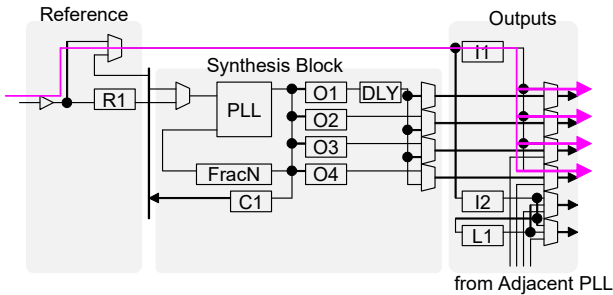 Reference
Outputs
Synthesis Block
I1
R1
PLL
O1
DLY
O2
O3
FracN
O4
C1
I2
L1
from Adjacent PLL